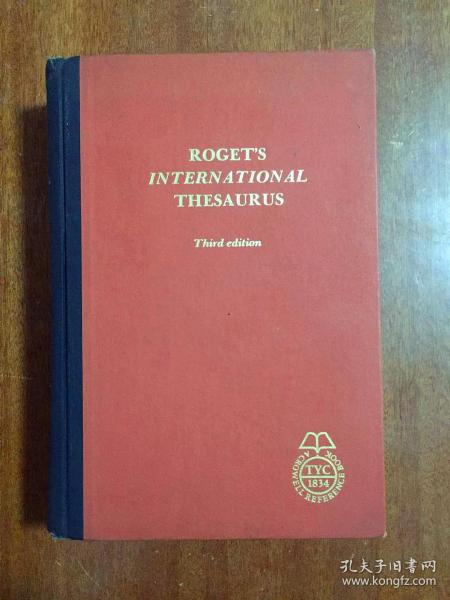 ROGET'S
INTERNATIONAL
THESAURUS
Third edition
A CROWELL REFERENCE BOOK
TYC
1834
孔夫子旧书网
www.kongfz.com